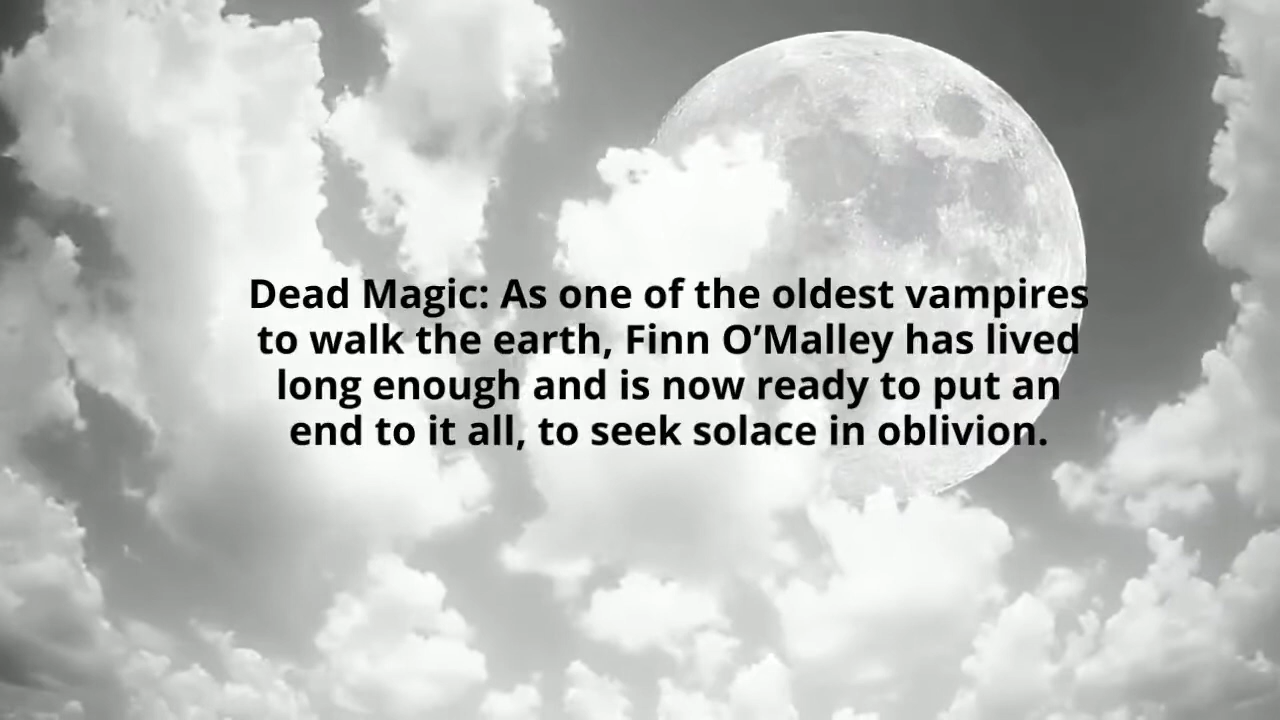 Dead Magic: As one of the oldest vampires
to walk the earth, Finn O’Malley has lived
long enough and is now ready to put an
end to it all, to seek solace in oblivion.